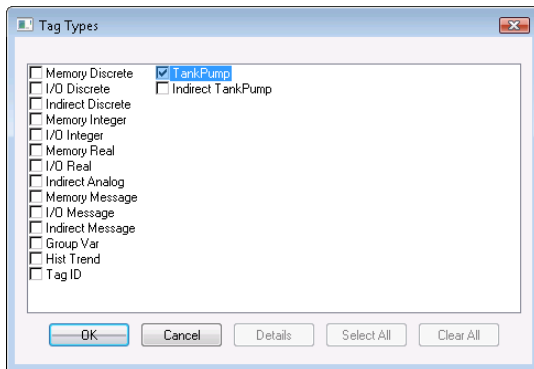 Tag Types
Memory Discrete
I/O Discrete
Indirect Discrete
Memory Integer
I/O Integer
Memory Real
I/O Real
Indirect Analog
Memory Message
I/O Message
Indirect Message
Group Var
Hist Trend
Tag ID
TankPump
Indirect TankPump
OK
Cancel
Details
Select All
Clear All